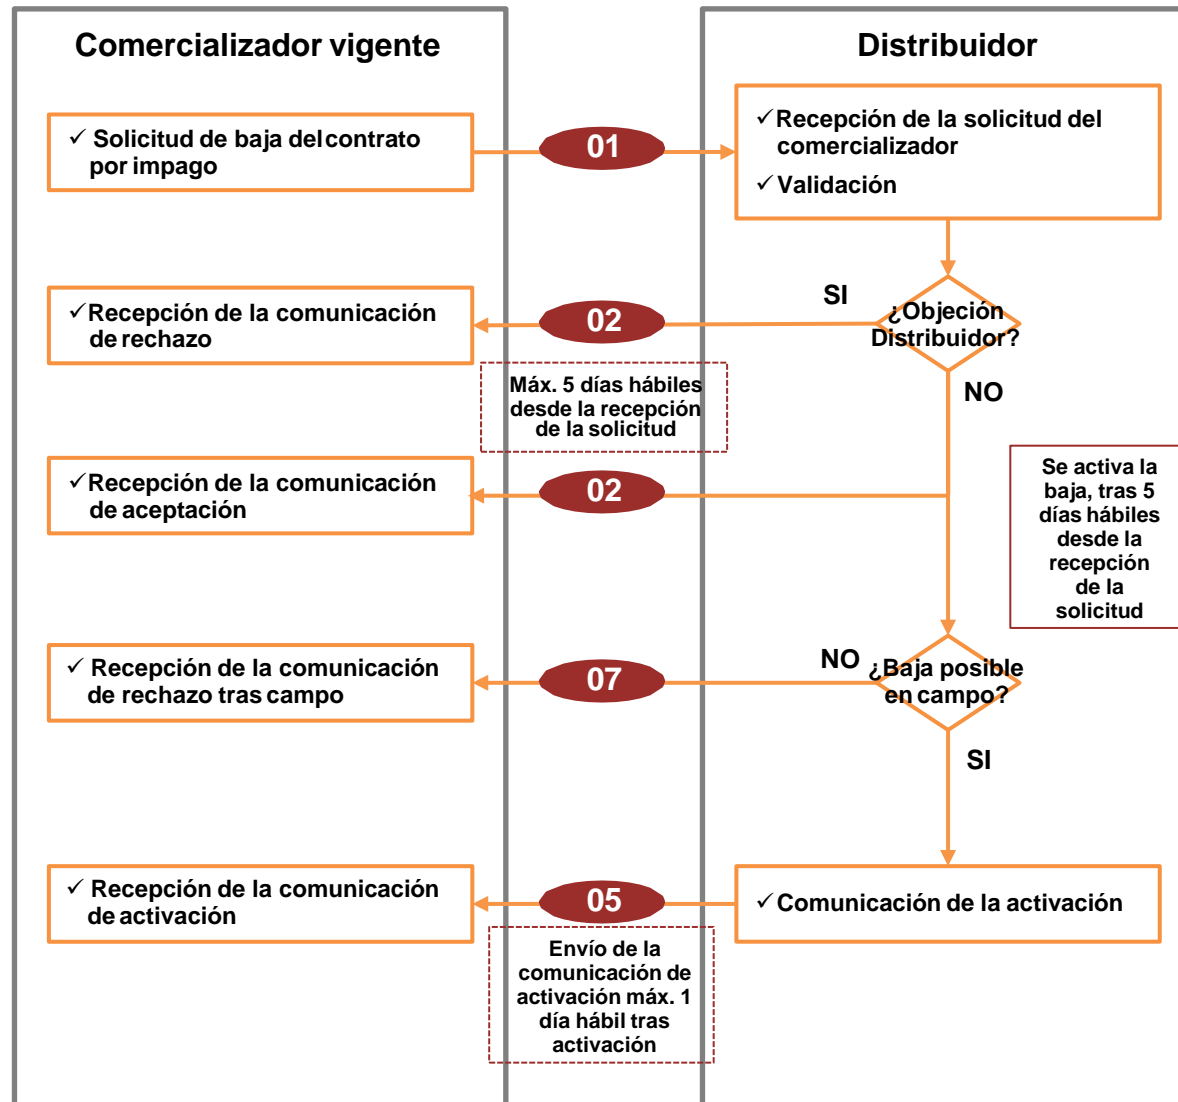 Comercializador vigente
Distribuidor
✓ Solicitud de baja del contrato
por impago
01
✓ Recepción de la solicitud del
comercializador
✓ Validación
SI
¿Objeción
Distribuidor?
✓ Recepción de la comunicación
de rechazo
02
NO
Máx. 5 días hábiles
desde la recepción
de la solicitud
✓ Recepción de la comunicación
de aceptación
02
Se activa la
baja, tras 5
días hábiles
desde la
recepción
de la
solicitud
✓ Recepción de la comunicación
de rechazo tras campo
07
NO
¿Baja posible
en campo?
SI
✓ Recepción de la comunicación
de activación
05
✓ Comunicación de la activación
Envío de la
comunicación de
activación máx. 1
día hábil tras
activación